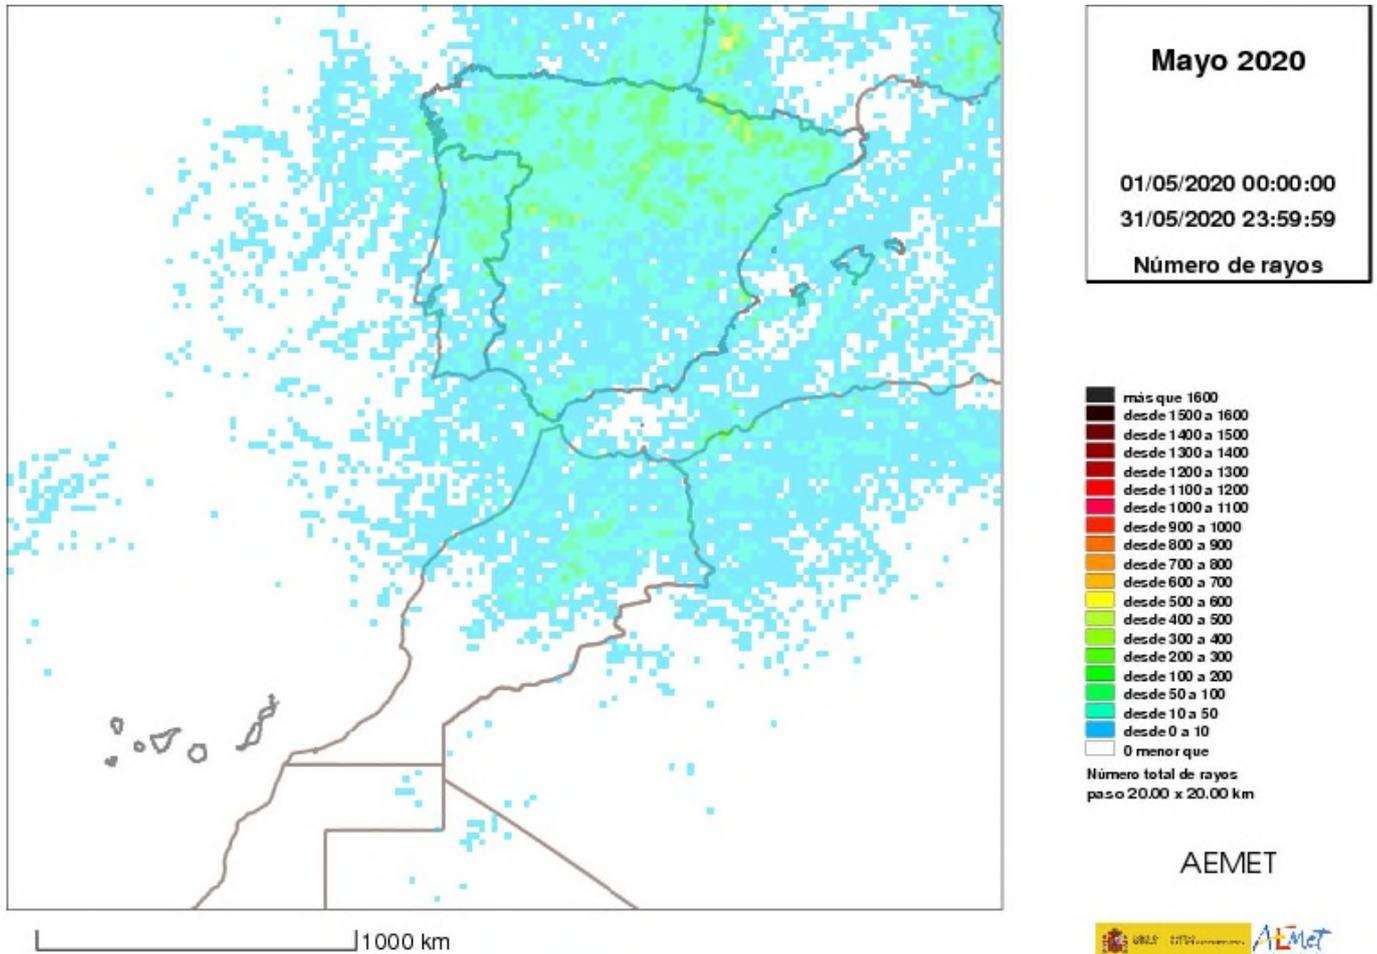 Mayo 2020
01/05/2020 00:00:00
31/05/2020 23:59:59
Número de rayos
más que 1600
desde 1500 a 1600
desde 1400 a 1500
desde 1300 a 1400
desde 1200 a 1300
desde 1100 a 1200
desde 1000 a 1100
desde 900 a 1000
desde 800 a 900
desde 700 a 800
desde 600 a 700
desde 500 a 600
desde 400 a 500
desde 300 a 400
desde 200 a 300
desde 100 a 200
desde 50 a 100
desde 10 a 50
desde 0 a 10
0 menor que
Número total de rayos
paso 20.00 x 20.00 km
AEMET
1000 km
AEMet